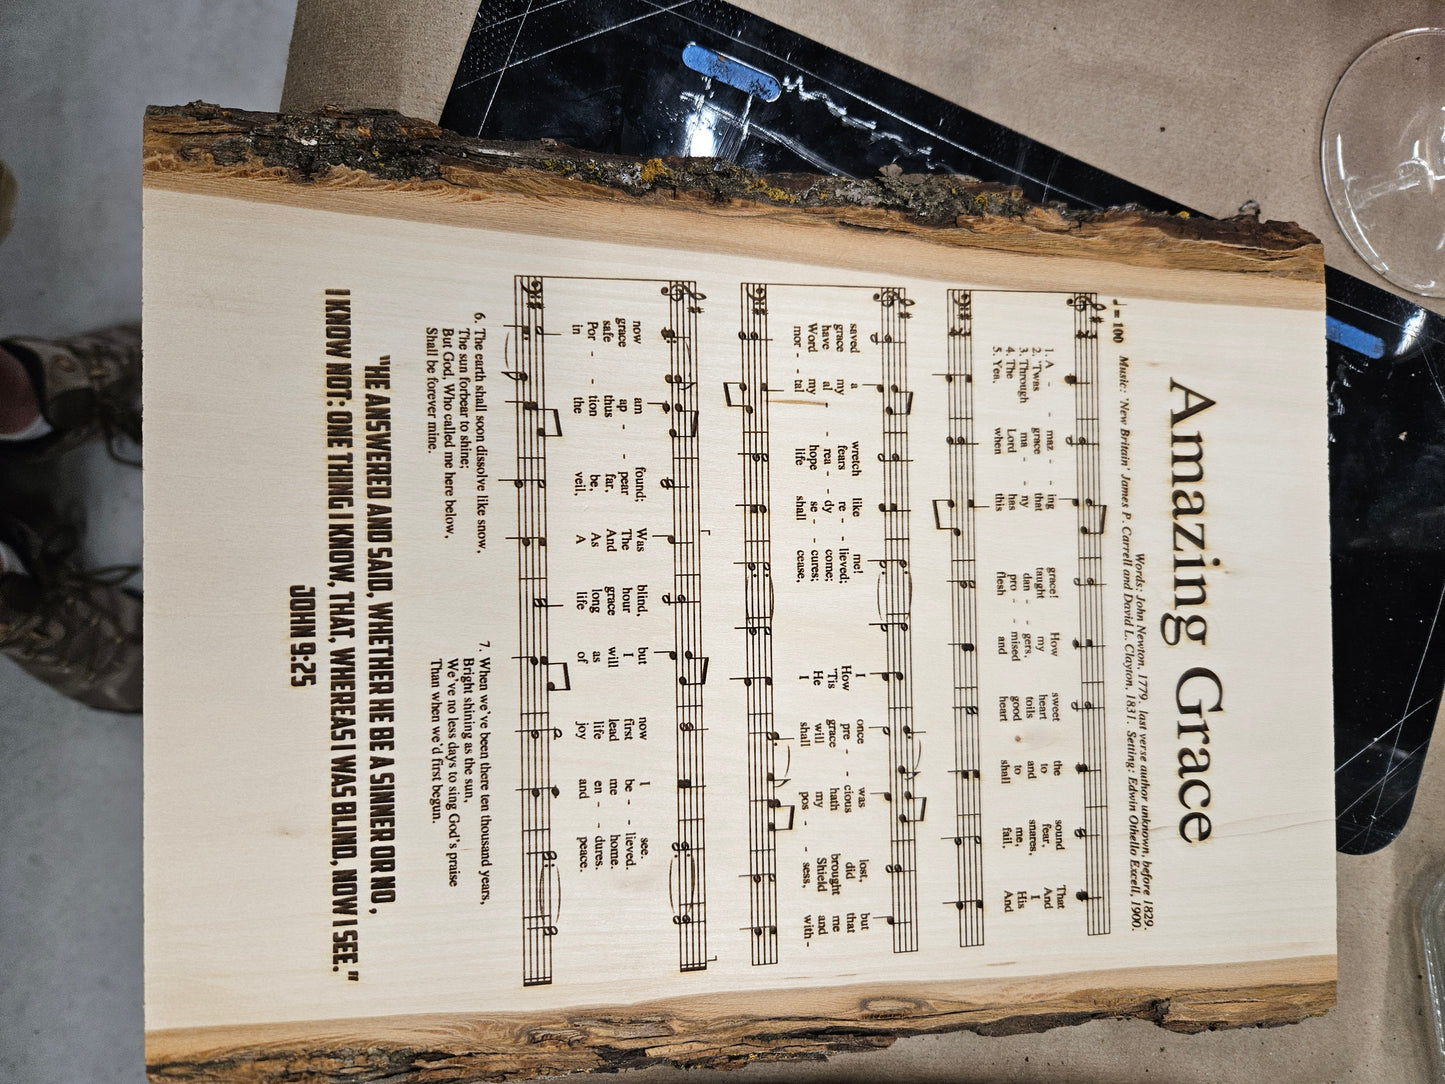 Amazing Grace
Words: John Newton, 1779, last verse author unknown, before 1829.
Music: 'New Britain' James P. Carrell and David L. Clayton, 1831. Setting: Edwin Othello Excell, 1900.
♩ = 100
1. A - maz - ing grace! How sweet the sound That
2. 'Twas grace that taught my heart to fear, And
3. Through ma - ny dan - gers, toils and snares, I
4. The Lord has pro - mised good to me, His
5. Yea, when this flesh and heart shall fail, And
saved a wretch like me! I once was lost, but
grace my fears re - lieved; How pre - cious did that
have al - rea - dy come; 'Tis grace hath brought me
Word my hope se - cures; He will my Shield and
mor - tal life shall cease, I shall pos - sess, with-
now am found; Was blind, but now I see.
grace ap - pear The hour I first be - lieved.
safe thus far, And grace will lead me home.
Por - tion be, As long as life en - dures.
in the veil, A life of joy and peace.
6. The earth shall soon dissolve like snow,
The sun forbear to shine;
But God, Who called me here below,
Shall be forever mine.
7. When we've been there ten thousand years,
Bright shining as the sun,
We've no less days to sing God's praise
Than when we'd first begun.
"HE ANSWERED AND SAID, WHETHER HE BE A SINNER OR NO,
I KNOW NOT: ONE THING I KNOW, THAT, WHEREAS I WAS BLIND, NOW I SEE."
JOHN 9:25